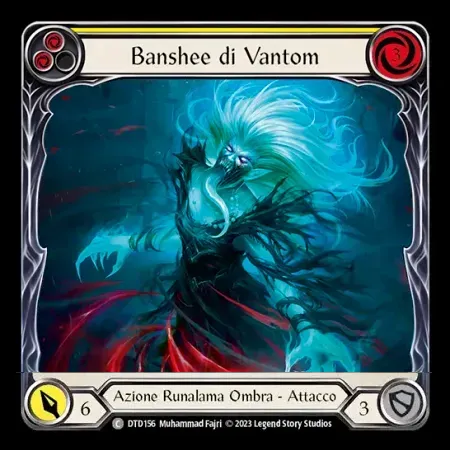 Banshee di Vantom
3
6
Azione Runalama Ombra - Attacco
3
C DTD156 Muhammad Fajri © 2023 Legend Story Studios